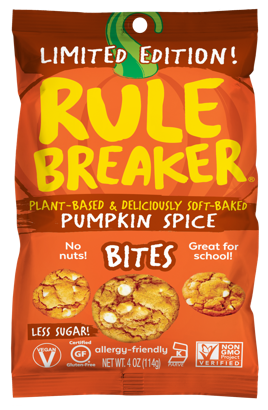 LIMITED EDITION!
RULE
BREAKER®
PLANT-BASED & DELICIOUSLY SOFT-BAKED
PUMPKIN SPICE
No
nuts!
BITES
Great for
school!
LESS SUGAR!
VEGAN
Certified
GF
Gluten-Free
allergy-friendly
K
PARVE
NON
GMO
Project
VERIFIED
NET WT. 4 OZ (114g)